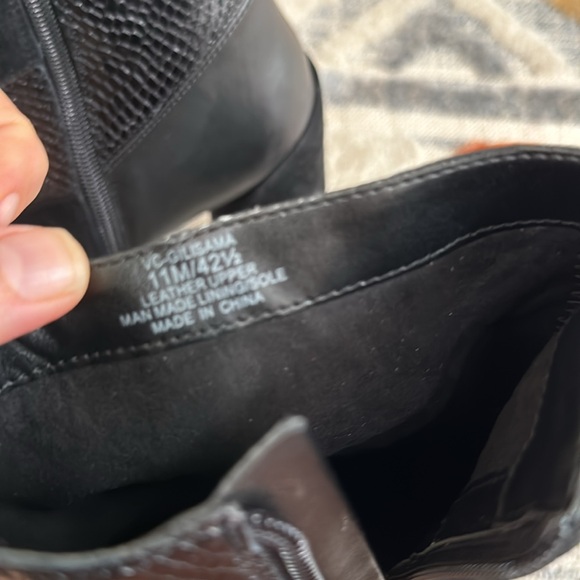 VC-GILISAMA
11M/42½
LEATHER UPPER
MAN MADE LINING/SOLE
MADE IN CHINA